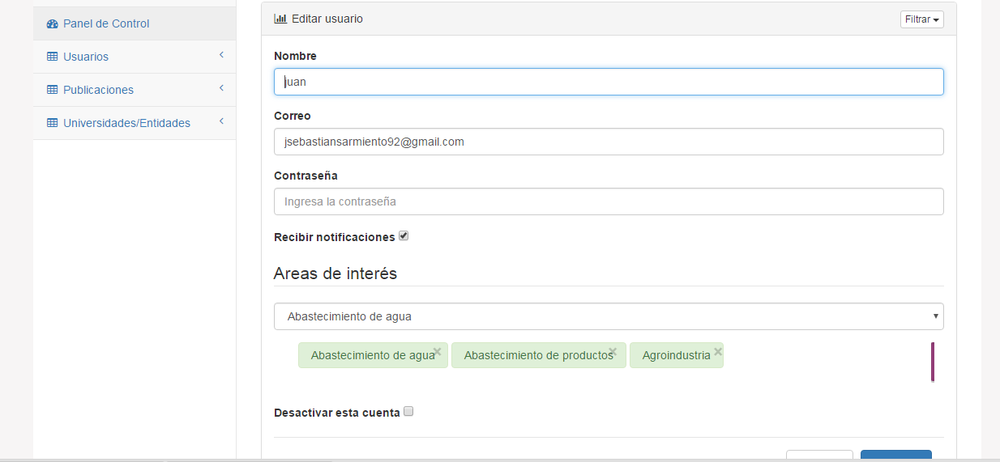 Panel de Control
Usuarios
Publicaciones
Universidades/Entidades
Editar usuario
Filtrar
Nombre
juan
Correo
jsebastiansarmiento92@gmail.com
Contraseña
Ingresa la contraseña
Recibir notificaciones
Areas de interés
Abastecimiento de agua
Abastecimiento de agua× Abastecimiento de productos× Agroindustria ×
Desactivar esta cuenta